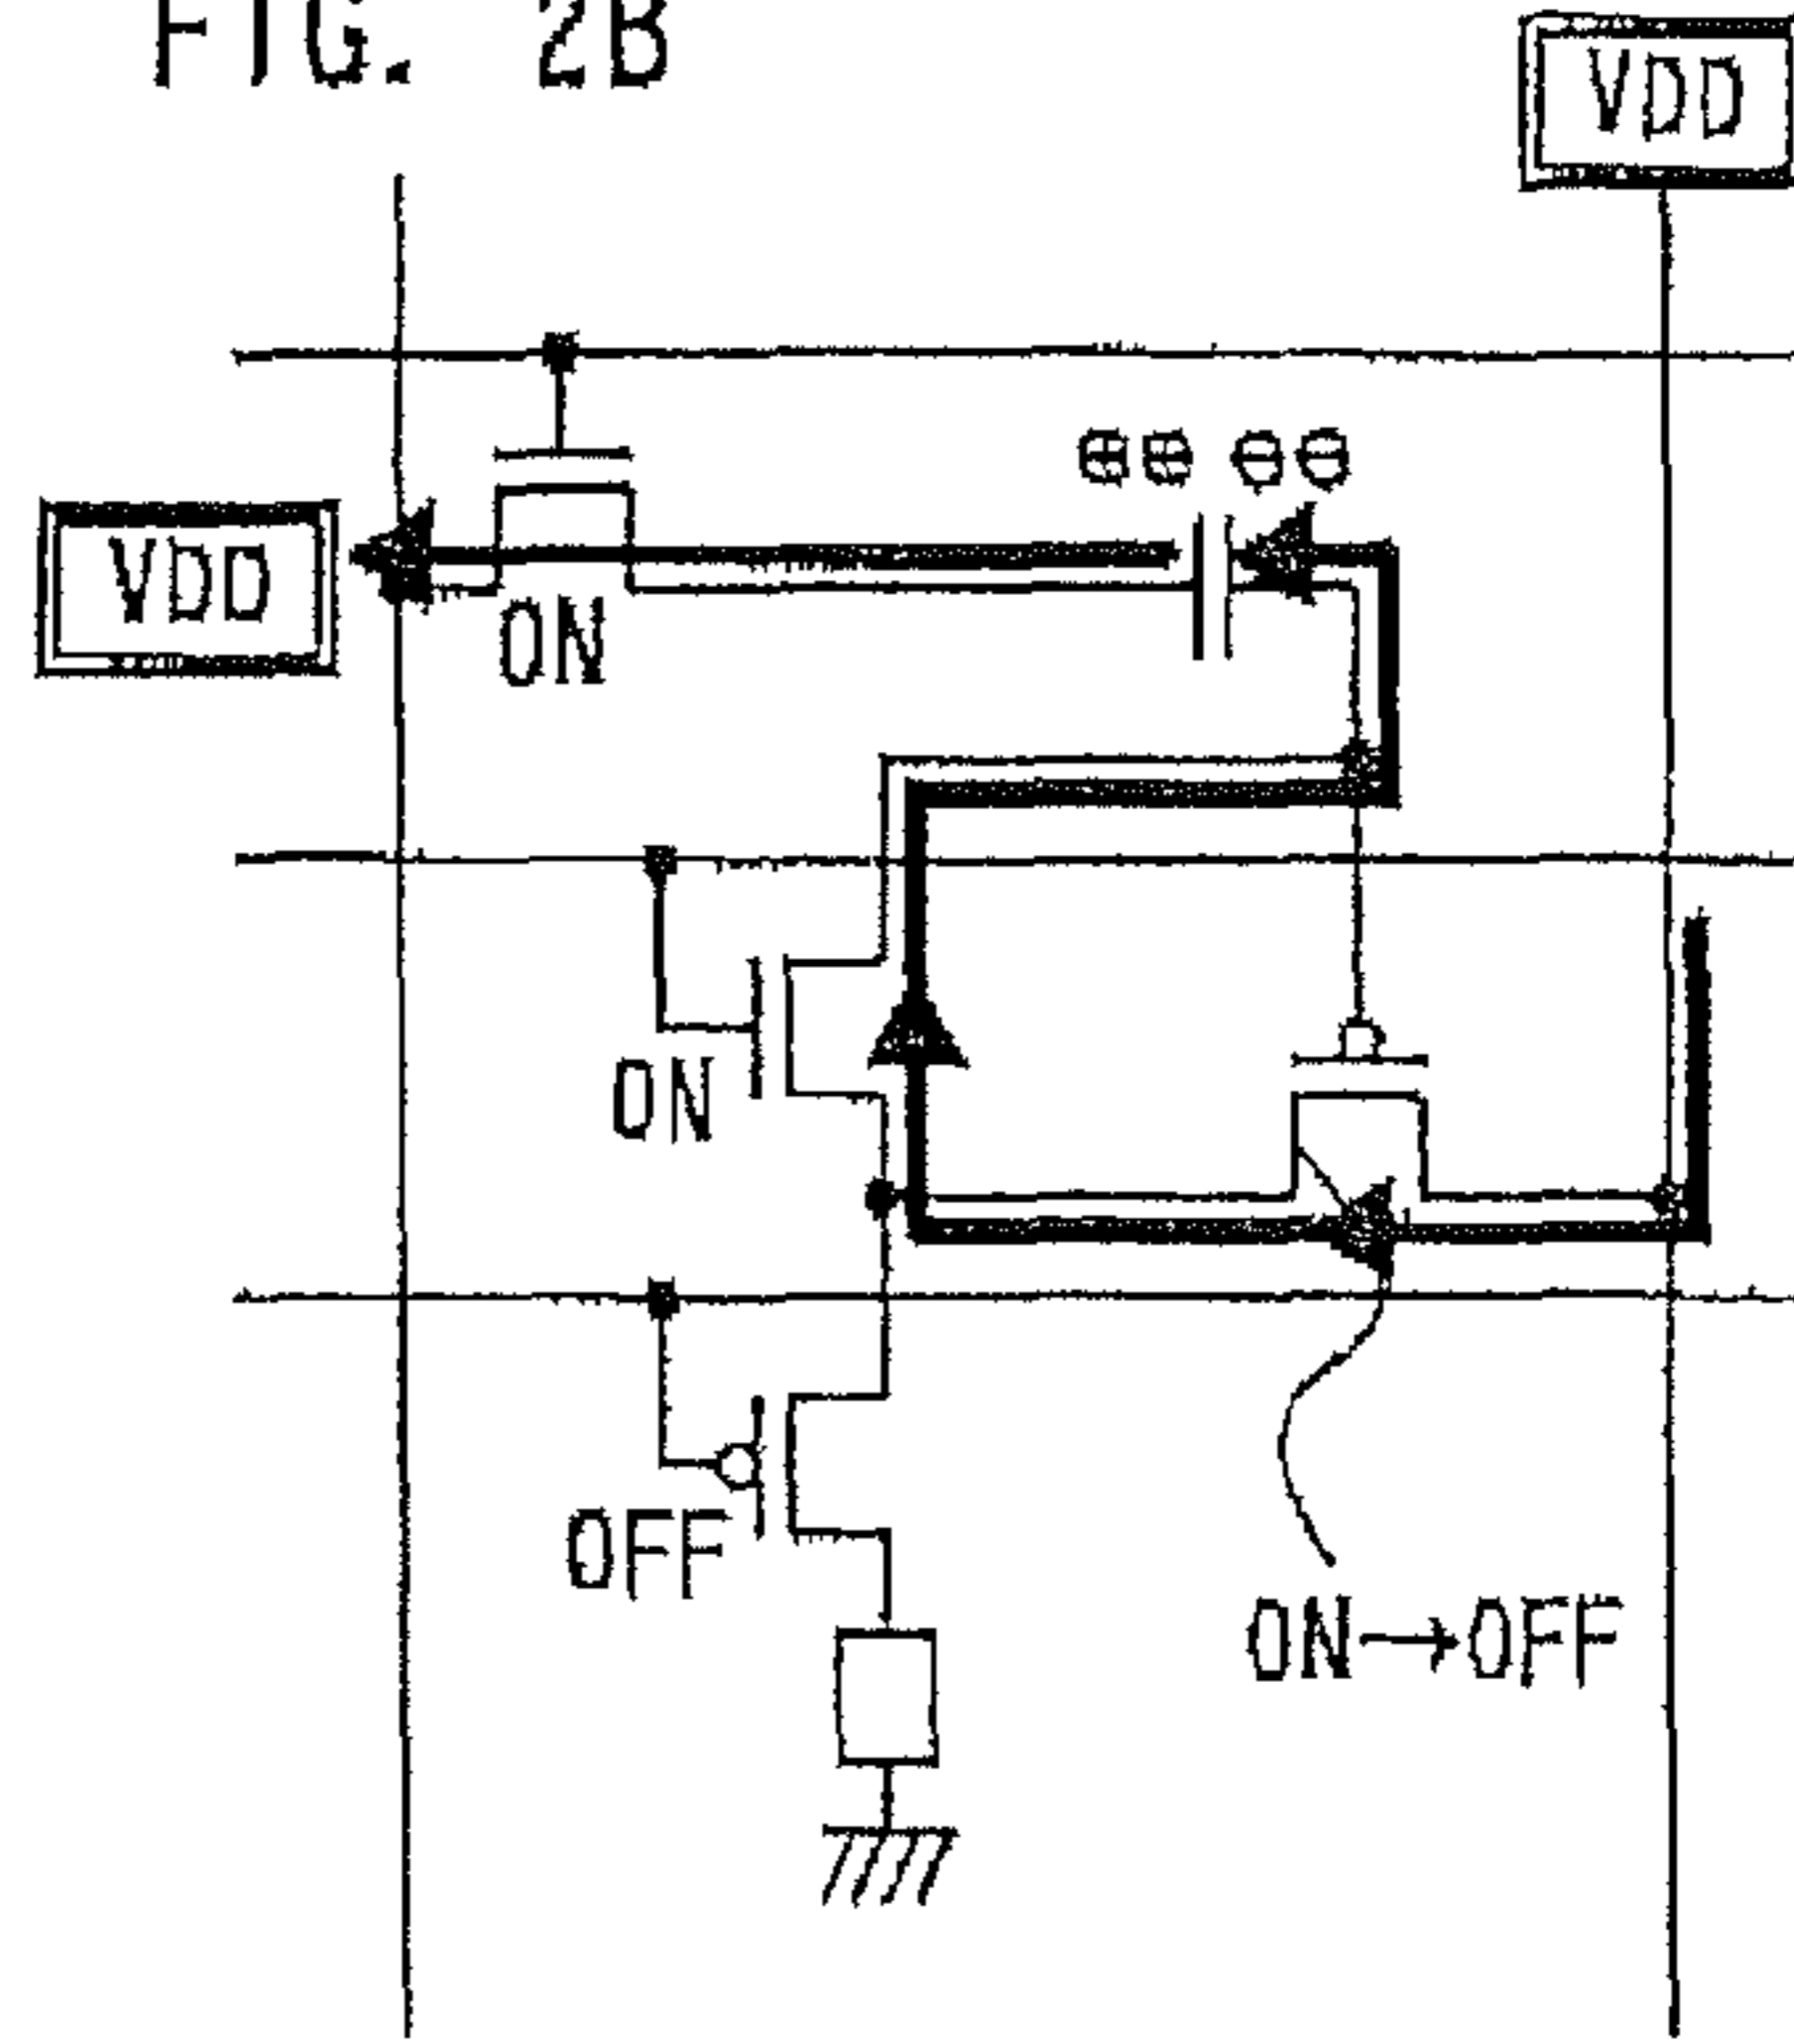 FIG. 2B
VDD
⊕⊕ ⊖⊖
VDD
ON
ON
OFF
ON→OFF